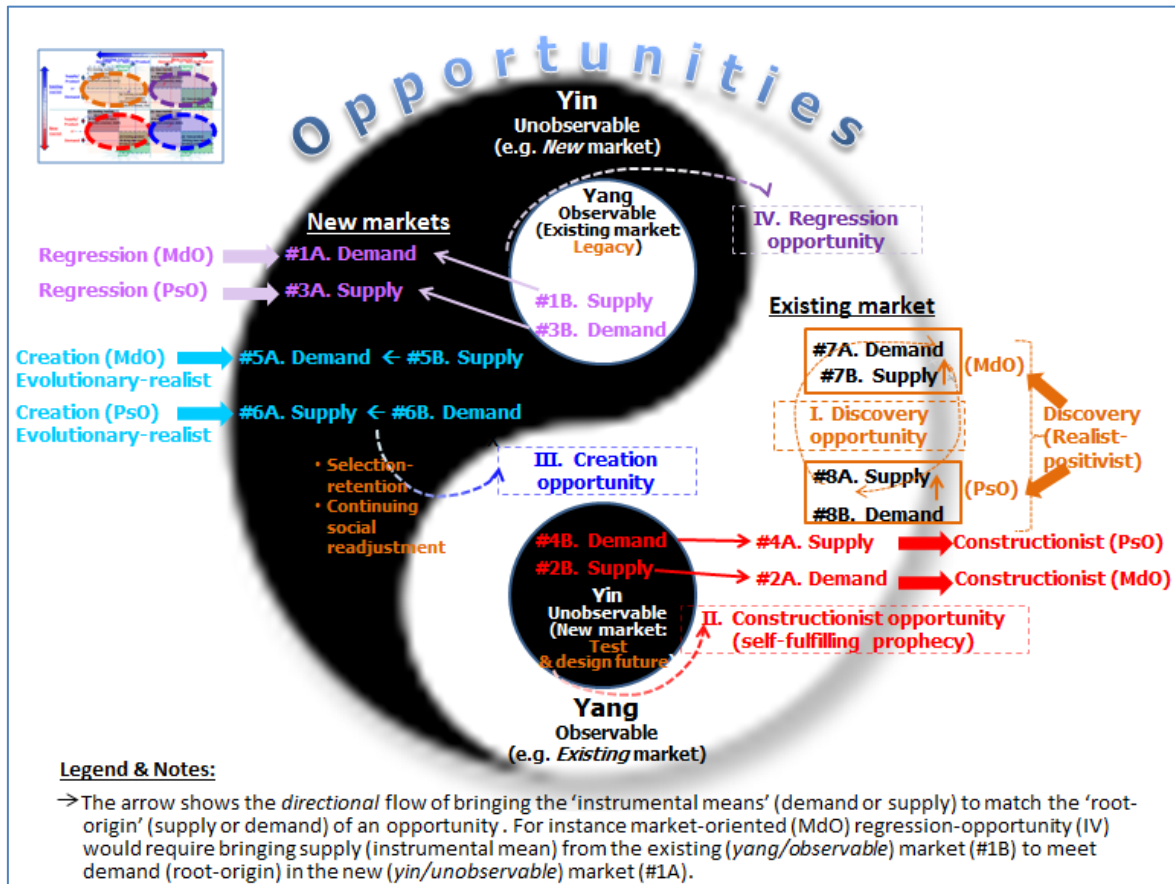 Opportunities
Yin
Unobservable
(e.g. New market)
Yang
Observable
(Existing market:
Legacy)
IV. Regression
opportunity
New markets
Regression (MdO)
#1A. Demand
Regression (PsO)
#3A. Supply
#1B. Supply
#3B. Demand
Existing market
Creation (MdO)
Evolutionary-realist
#5A. Demand ← #5B. Supply
#7A. Demand
#7B. Supply
(MdO)
Creation (PsO)
Evolutionary-realist
#6A. Supply ← #6B. Demand
I. Discovery
opportunity
Discovery
(Realist-
positivist)
• Selection-
retention
• Continuing
social
readjustment
III. Creation
opportunity
#8A. Supply
#8B. Demand
(PsO)
#4B. Demand
#4A. Supply
Constructionist (PsO)
#2B. Supply
#2A. Demand
Constructionist (MdO)
Yin
Unobservable
(New market:
Test
& design future)
II. Constructionist opportunity
(self-fulfilling prophecy)
Yang
Observable
(e.g. Existing market)
Legend & Notes:
→The arrow shows the directional flow of bringing the ‘instrumental means’ (demand or supply) to match the ‘root-
origin’ (supply or demand) of an opportunity . For instance market-oriented (MdO) regression-opportunity (IV)
would require bringing supply (instrumental mean) from the existing (yang/observable) market (#1B) to meet
demand (root-origin) in the new (yin/unobservable) market (#1A).